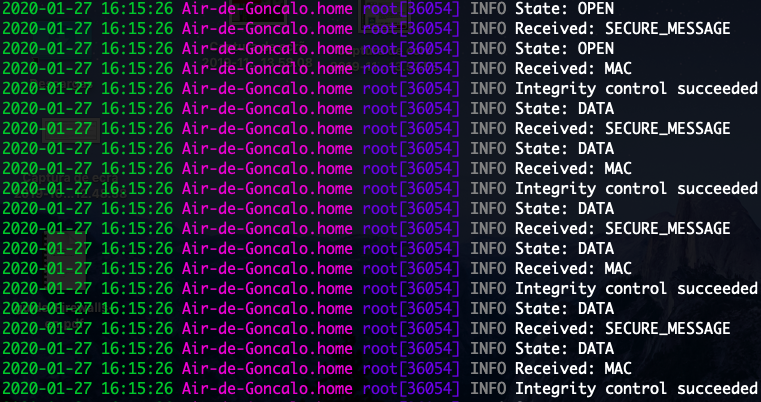 2020-01-27 16:15:26 Air-de-Goncalo.home root[36054] INFO State: OPEN
2020-01-27 16:15:26 Air-de-Goncalo.home root[36054] INFO Received: SECURE_MESSAGE
2020-01-27 16:15:26 Air-de-Goncalo.home root[36054] INFO State: OPEN
2020-01-27 16:15:26 Air-de-Goncalo.home root[36054] INFO Received: MAC
2020-01-27 16:15:26 Air-de-Goncalo.home root[36054] INFO Integrity control succeeded
2020-01-27 16:15:26 Air-de-Goncalo.home root[36054] INFO State: DATA
2020-01-27 16:15:26 Air-de-Goncalo.home root[36054] INFO Received: SECURE_MESSAGE
2020-01-27 16:15:26 Air-de-Goncalo.home root[36054] INFO State: DATA
2020-01-27 16:15:26 Air-de-Goncalo.home root[36054] INFO Received: MAC
2020-01-27 16:15:26 Air-de-Goncalo.home root[36054] INFO Integrity control succeeded
2020-01-27 16:15:26 Air-de-Goncalo.home root[36054] INFO State: DATA
2020-01-27 16:15:26 Air-de-Goncalo.home root[36054] INFO Received: SECURE_MESSAGE
2020-01-27 16:15:26 Air-de-Goncalo.home root[36054] INFO State: DATA
2020-01-27 16:15:26 Air-de-Goncalo.home root[36054] INFO Received: MAC
2020-01-27 16:15:26 Air-de-Goncalo.home root[36054] INFO Integrity control succeeded
2020-01-27 16:15:26 Air-de-Goncalo.home root[36054] INFO State: DATA
2020-01-27 16:15:26 Air-de-Goncalo.home root[36054] INFO Received: SECURE_MESSAGE
2020-01-27 16:15:26 Air-de-Goncalo.home root[36054] INFO State: DATA
2020-01-27 16:15:26 Air-de-Goncalo.home root[36054] INFO Received: MAC
2020-01-27 16:15:26 Air-de-Goncalo.home root[36054] INFO Integrity control succeeded